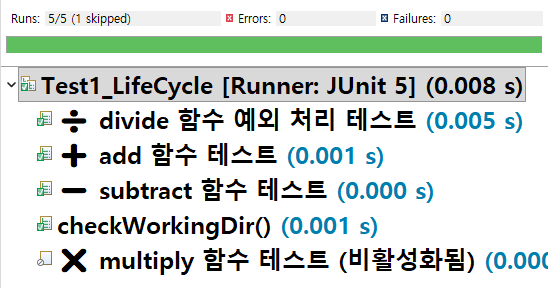 Runs: 5/5 (1 skipped) Errors: 0 Failures: 0
Test1_LifeCycle [Runner: JUnit 5] (0.008 s)
➗ divide 함수 예외 처리 테스트 (0.005 s)
➕ add 함수 테스트 (0.001 s)
➖ subtract 함수 테스트 (0.000 s)
checkWorkingDir() (0.001 s)
✖ multiply 함수 테스트 (비활성화됨) (0.000